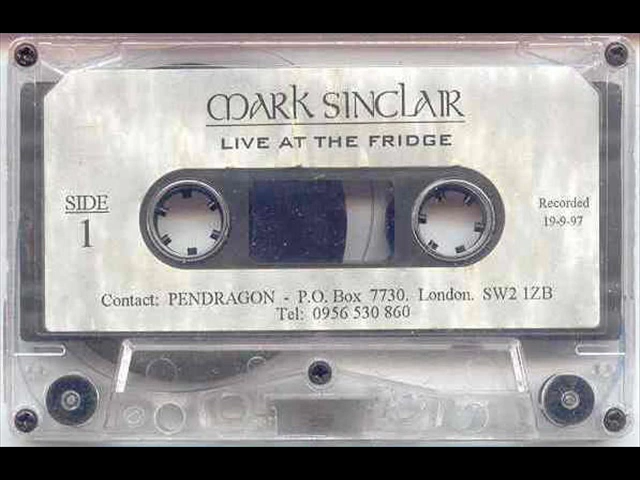 MARK SINCLAIR
LIVE AT THE FRIDGE
SIDE
1
Recorded
19-9-97
Contact: PENDRAGON - P.O. Box 7730. London. SW2 1ZB
Tel: 0956 530 860